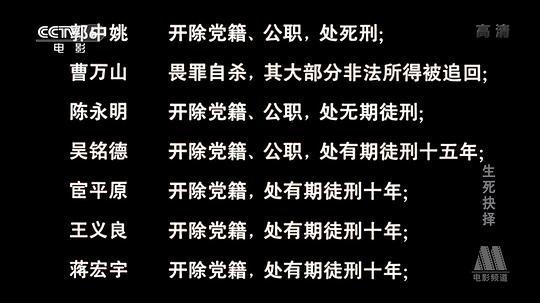 CCTV6
电影
高清
郭中姚 开除党籍、公职，处死刑；
曹万山 畏罪自杀，其大部分非法所得被追回；
陈永明 开除党籍、公职，处无期徒刑；
吴铭德 开除党籍、公职，处有期徒刑十五年；
宦平原 开除党籍，处有期徒刑十年；
王义良 开除党籍，处有期徒刑十年；
蒋宏宇 开除党籍，处有期徒刑十年；
生死抉择
电影频道